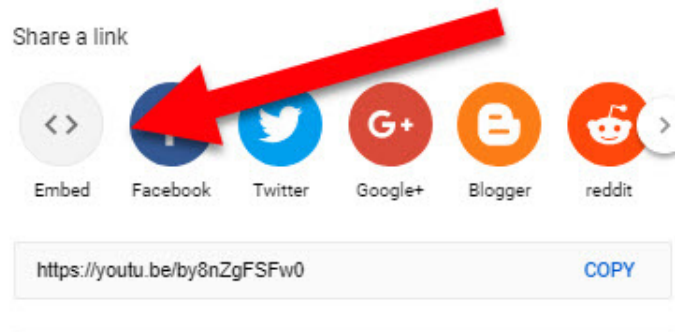 Share a link
<>
G+
Embed Facebook Twitter Google+ Blogger reddit
https://youtu.be/by8nZgFSFw0 COPY